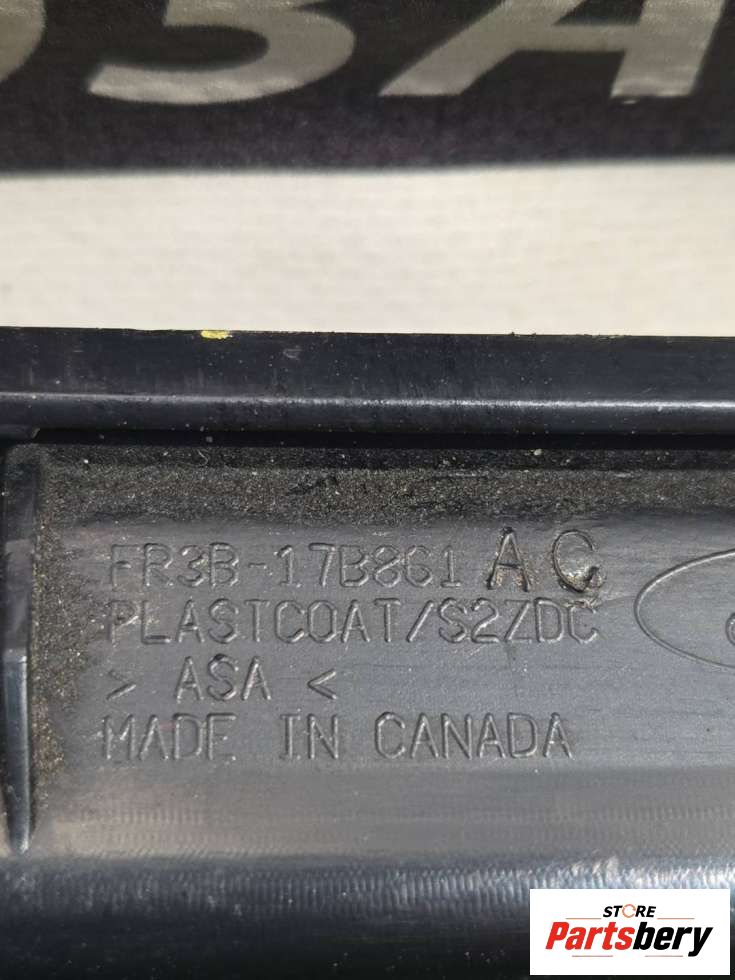 FR3B-17B861 AC
PLASTCOAT/S2ZDC
> ASA <
MADE IN CANADA
STORE
Partsbery